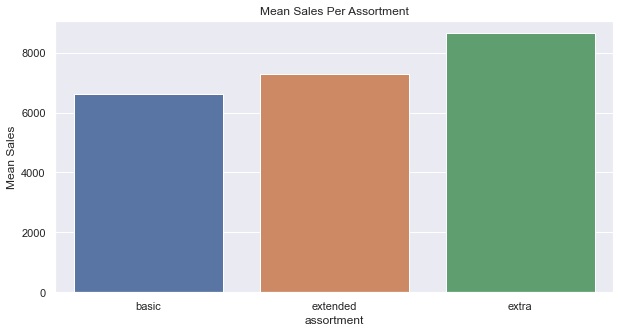 Mean Sales Per Assortment
Mean Sales
8000
6000
4000
2000
0
basic
extended
extra
assortment